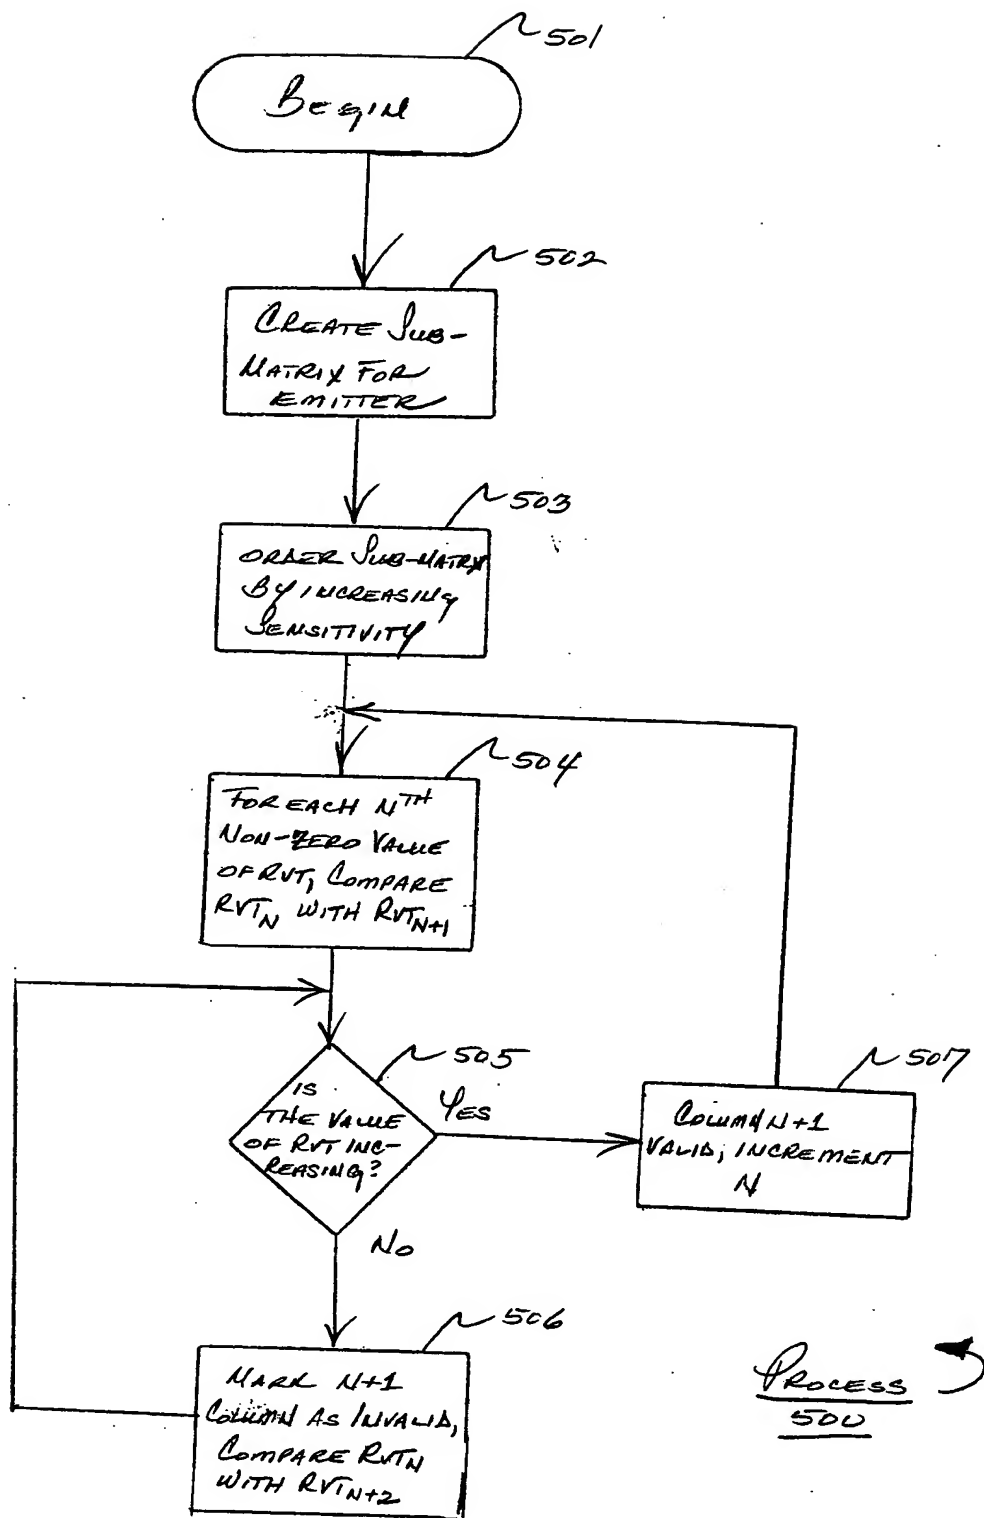 501
BEGIN
502
CREATE SUB-
MATRIX FOR
EMITTER
503
ORDER SUB-MATRIX
BY INCREASING
SENSITIVITY
504
FOR EACH NTH
NON-ZERO VALUE
OF RVT, COMPARE
RVTN WITH RVTN+1
505
IS
THE VALUE
OF RVT INC-
REASING?
YES
507
COLUMN N+1
VALID; INCREMENT
N
NO
506
MARK N+1
COLUMN AS INVALID,
COMPARE RVTN
WITH RVTN+2
PROCESS
500